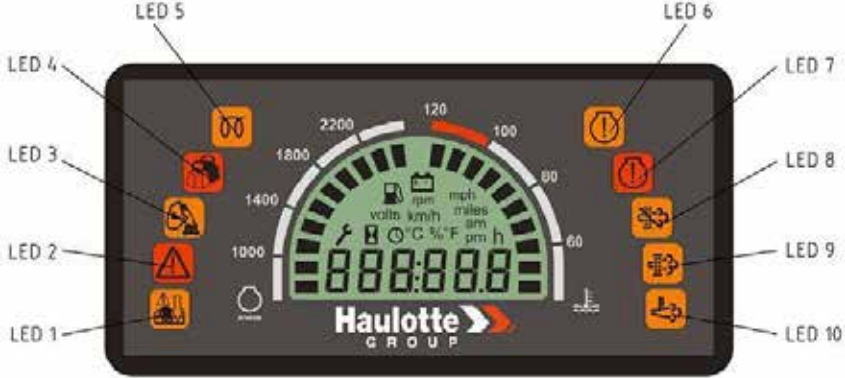 LED 5
LED 6
LED 4
LED 7
LED 3
LED 8
LED 2
LED 9
LED 1
LED 10
2200
120
100
1800
80
1400
60
1000
rpm
mph
volts
km/h
miles
am
°C
%
°F
pm
h
888:88.8
Haulotte
GROUP